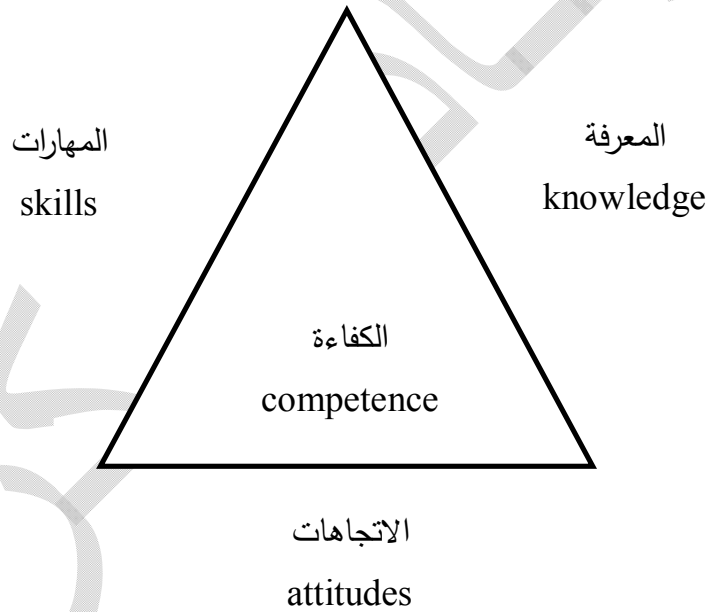 المعرفة
knowledge
المهارات
skills
الكفاءة
competence
الاتجاهات
attitudes